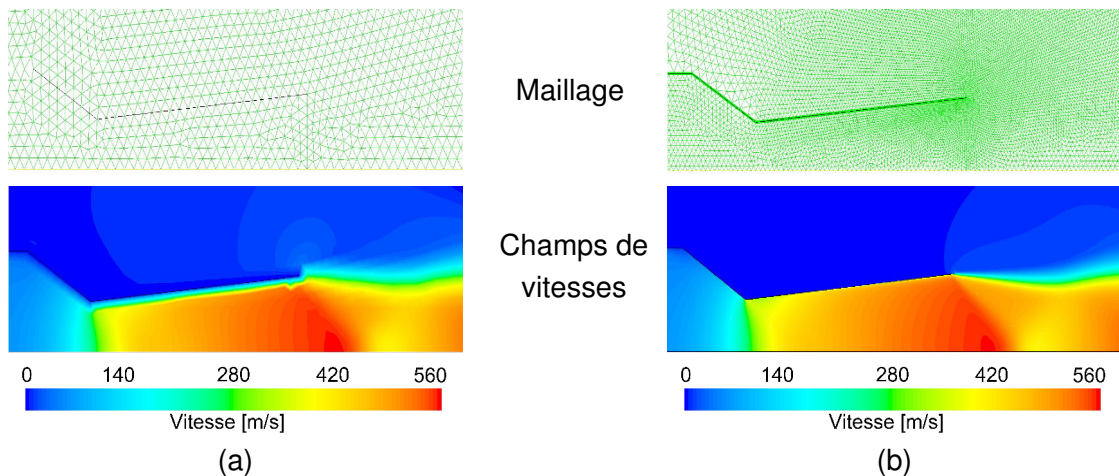 Maillage
Champs de
vitesses
0 140 280 420 560
Vitesse [m/s]
0 140 280 420 560
Vitesse [m/s]
(a)
(b)